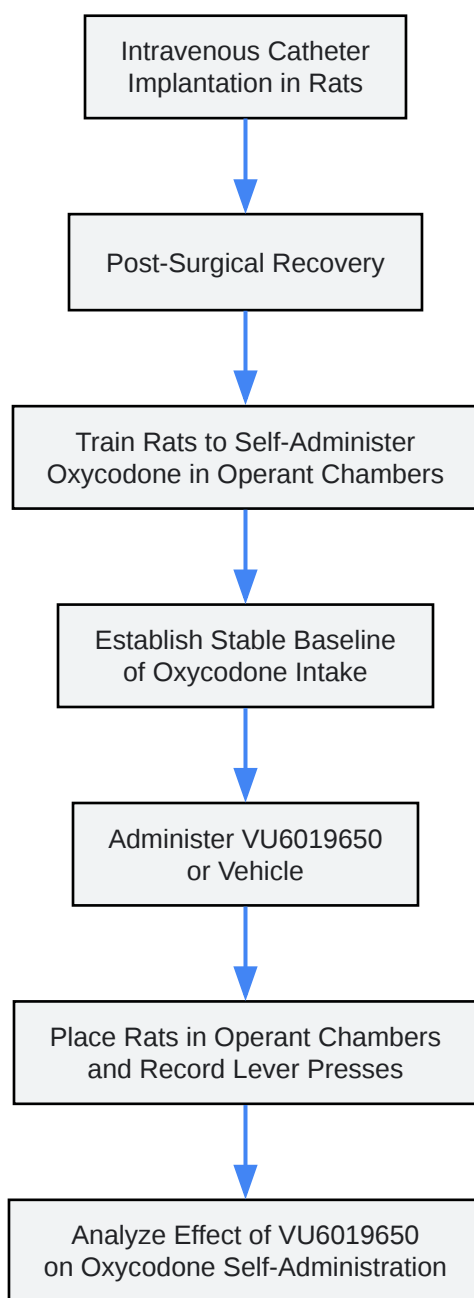 Intravenous Catheter
Implantation in Rats
Post-Surgical Recovery
Train Rats to Self-Administer
Oxycodone in Operant Chambers
Establish Stable Baseline
of Oxycodone Intake
Administer VU6019650
or Vehicle
Place Rats in Operant Chambers
and Record Lever Presses
Analyze Effect of VU6019650
on Oxycodone Self-Administration